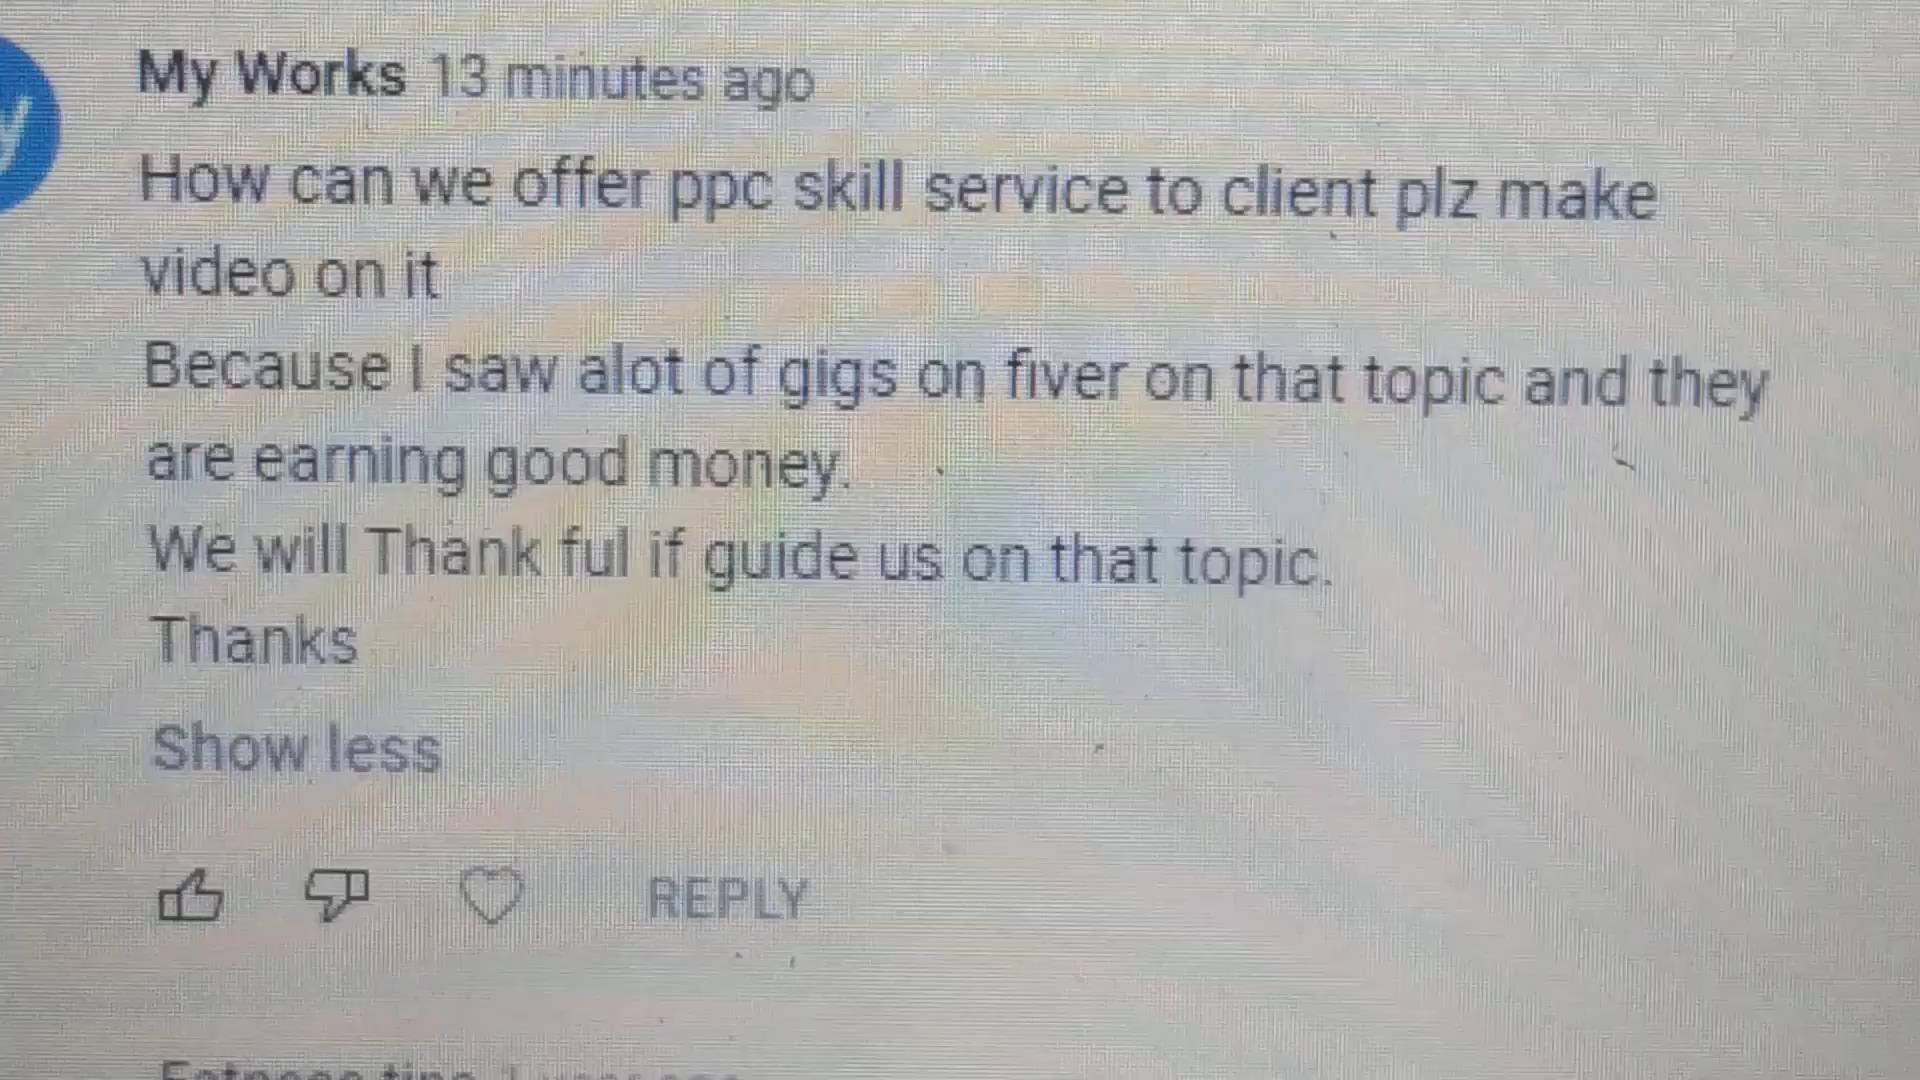 My Works 13 minutes ago
How can we offer ppc skill service to client plz make
video on it
Because I saw alot of gigs on fiver on that topic and they
are earning good money.
We will Thank ful if guide us on that topic.
Thanks
Show less
REPLY